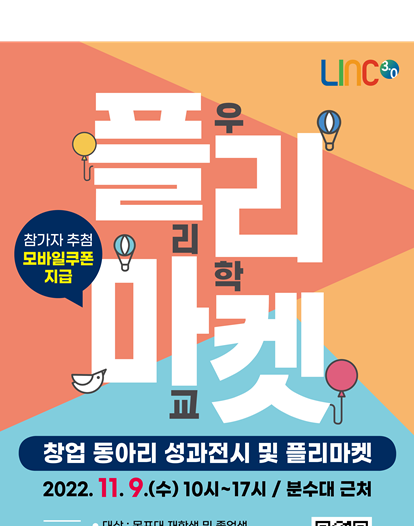 LINC 3.0
우리학교
플리마켓
참가자 추첨
모바일쿠폰
지급
창업 동아리 성과전시 및 플리마켓
2022. 11. 9.(수) 10시~17시 / 분수대 근처
• 대상 : 목포대 재학생 및 졸업생